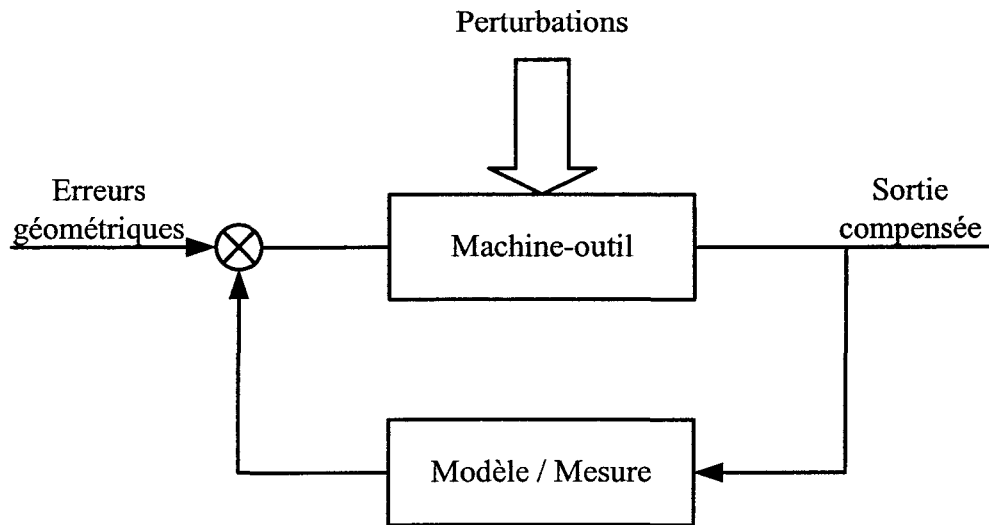 Perturbations
Erreurs
géométriques
Machine-outil
Sortie
compensée
Modèle / Mesure